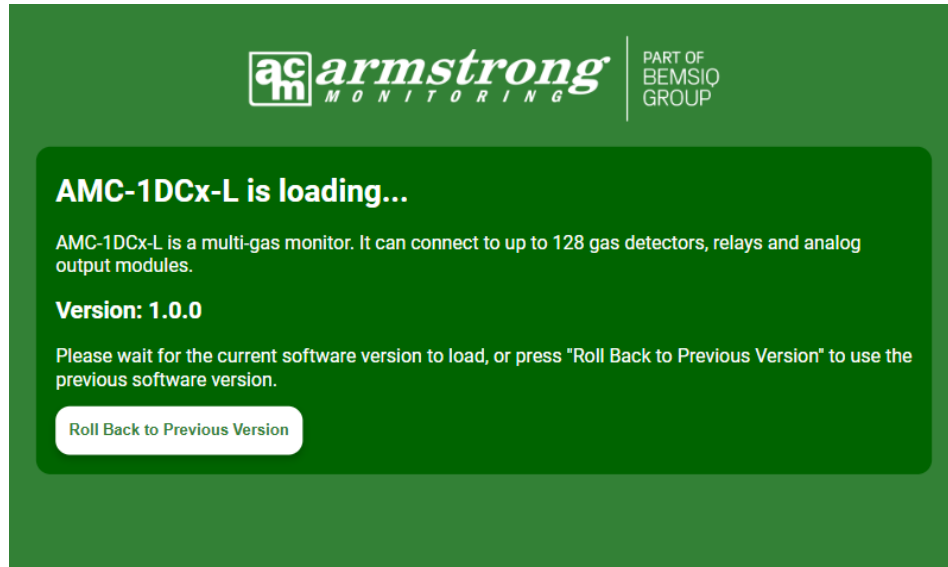 acm armstrong
MONITORING
PART OF
BEMSIQ
GROUP
AMC-1DCx-L is loading...
AMC-1DCx-L is a multi-gas monitor. It can connect to up to 128 gas detectors, relays and analog
output modules.
Version: 1.0.0
Please wait for the current software version to load, or press "Roll Back to Previous Version" to use the
previous software version.
Roll Back to Previous Version